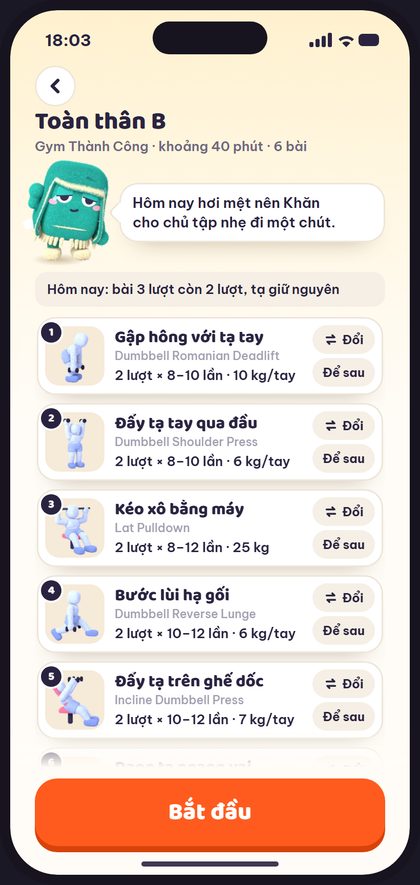 18:03
Toàn thân B
Gym Thành Công · khoảng 40 phút · 6 bài
Hôm nay hơi mệt nên Khăn
cho chủ tập nhẹ đi một chút.
Hôm nay: bài 3 lượt còn 2 lượt, tạ giữ nguyên
1
Gập hông với tạ tay
Dumbbell Romanian Deadlift
2 lượt × 8–10 lần · 10 kg/tay
Đổi
Để sau
2
Đẩy tạ tay qua đầu
Dumbbell Shoulder Press
2 lượt × 8–10 lần · 6 kg/tay
Đổi
Để sau
3
Kéo xô bằng máy
Lat Pulldown
2 lượt × 8–12 lần · 25 kg
Đổi
Để sau
4
Bước lùi hạ gối
Dumbbell Reverse Lunge
2 lượt × 10–12 lần · 6 kg/tay
Đổi
Để sau
5
Đẩy tạ trên ghế dốc
Incline Dumbbell Press
2 lượt × 10–12 lần · 7 kg/tay
Đổi
Để sau
6
Bắt đầu